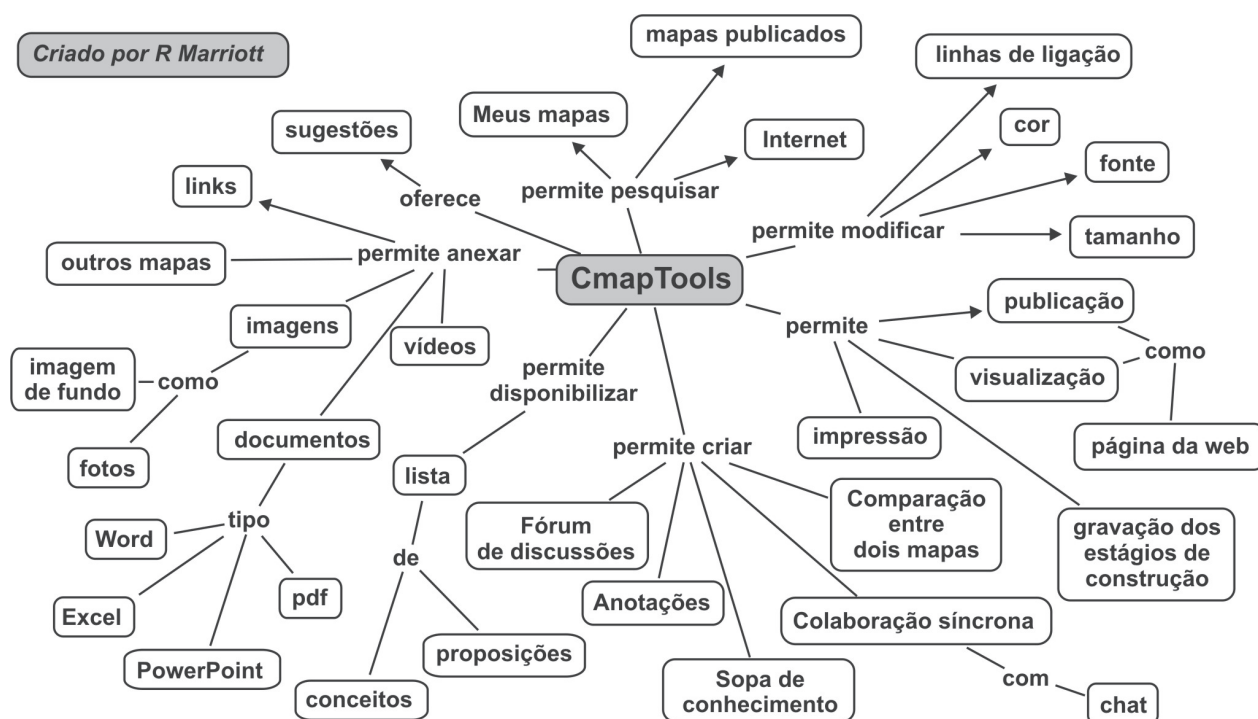 Criado por R Marriott
mapas publicados
linhas de ligação
Meus mapas
sugestões
cor
Internet
fonte
links
permite pesquisar
oferece
permite modificar
tamanho
permite anexar
outros mapas
CmapTools
publicação
imagens
permite
vídeos
como
imagem
de fundo
como
permite
disponibilizar
visualização
documentos
impressão
página da web
permite criar
fotos
lista
Comparação
entre
dois mapas
Fórum
de discussões
gravação dos
estágios de
construção
tipo
Word
de
pdf
Anotações
Excel
Colaboração síncrona
proposições
PowerPoint
Sopa de
conhecimento
com
conceitos
chat